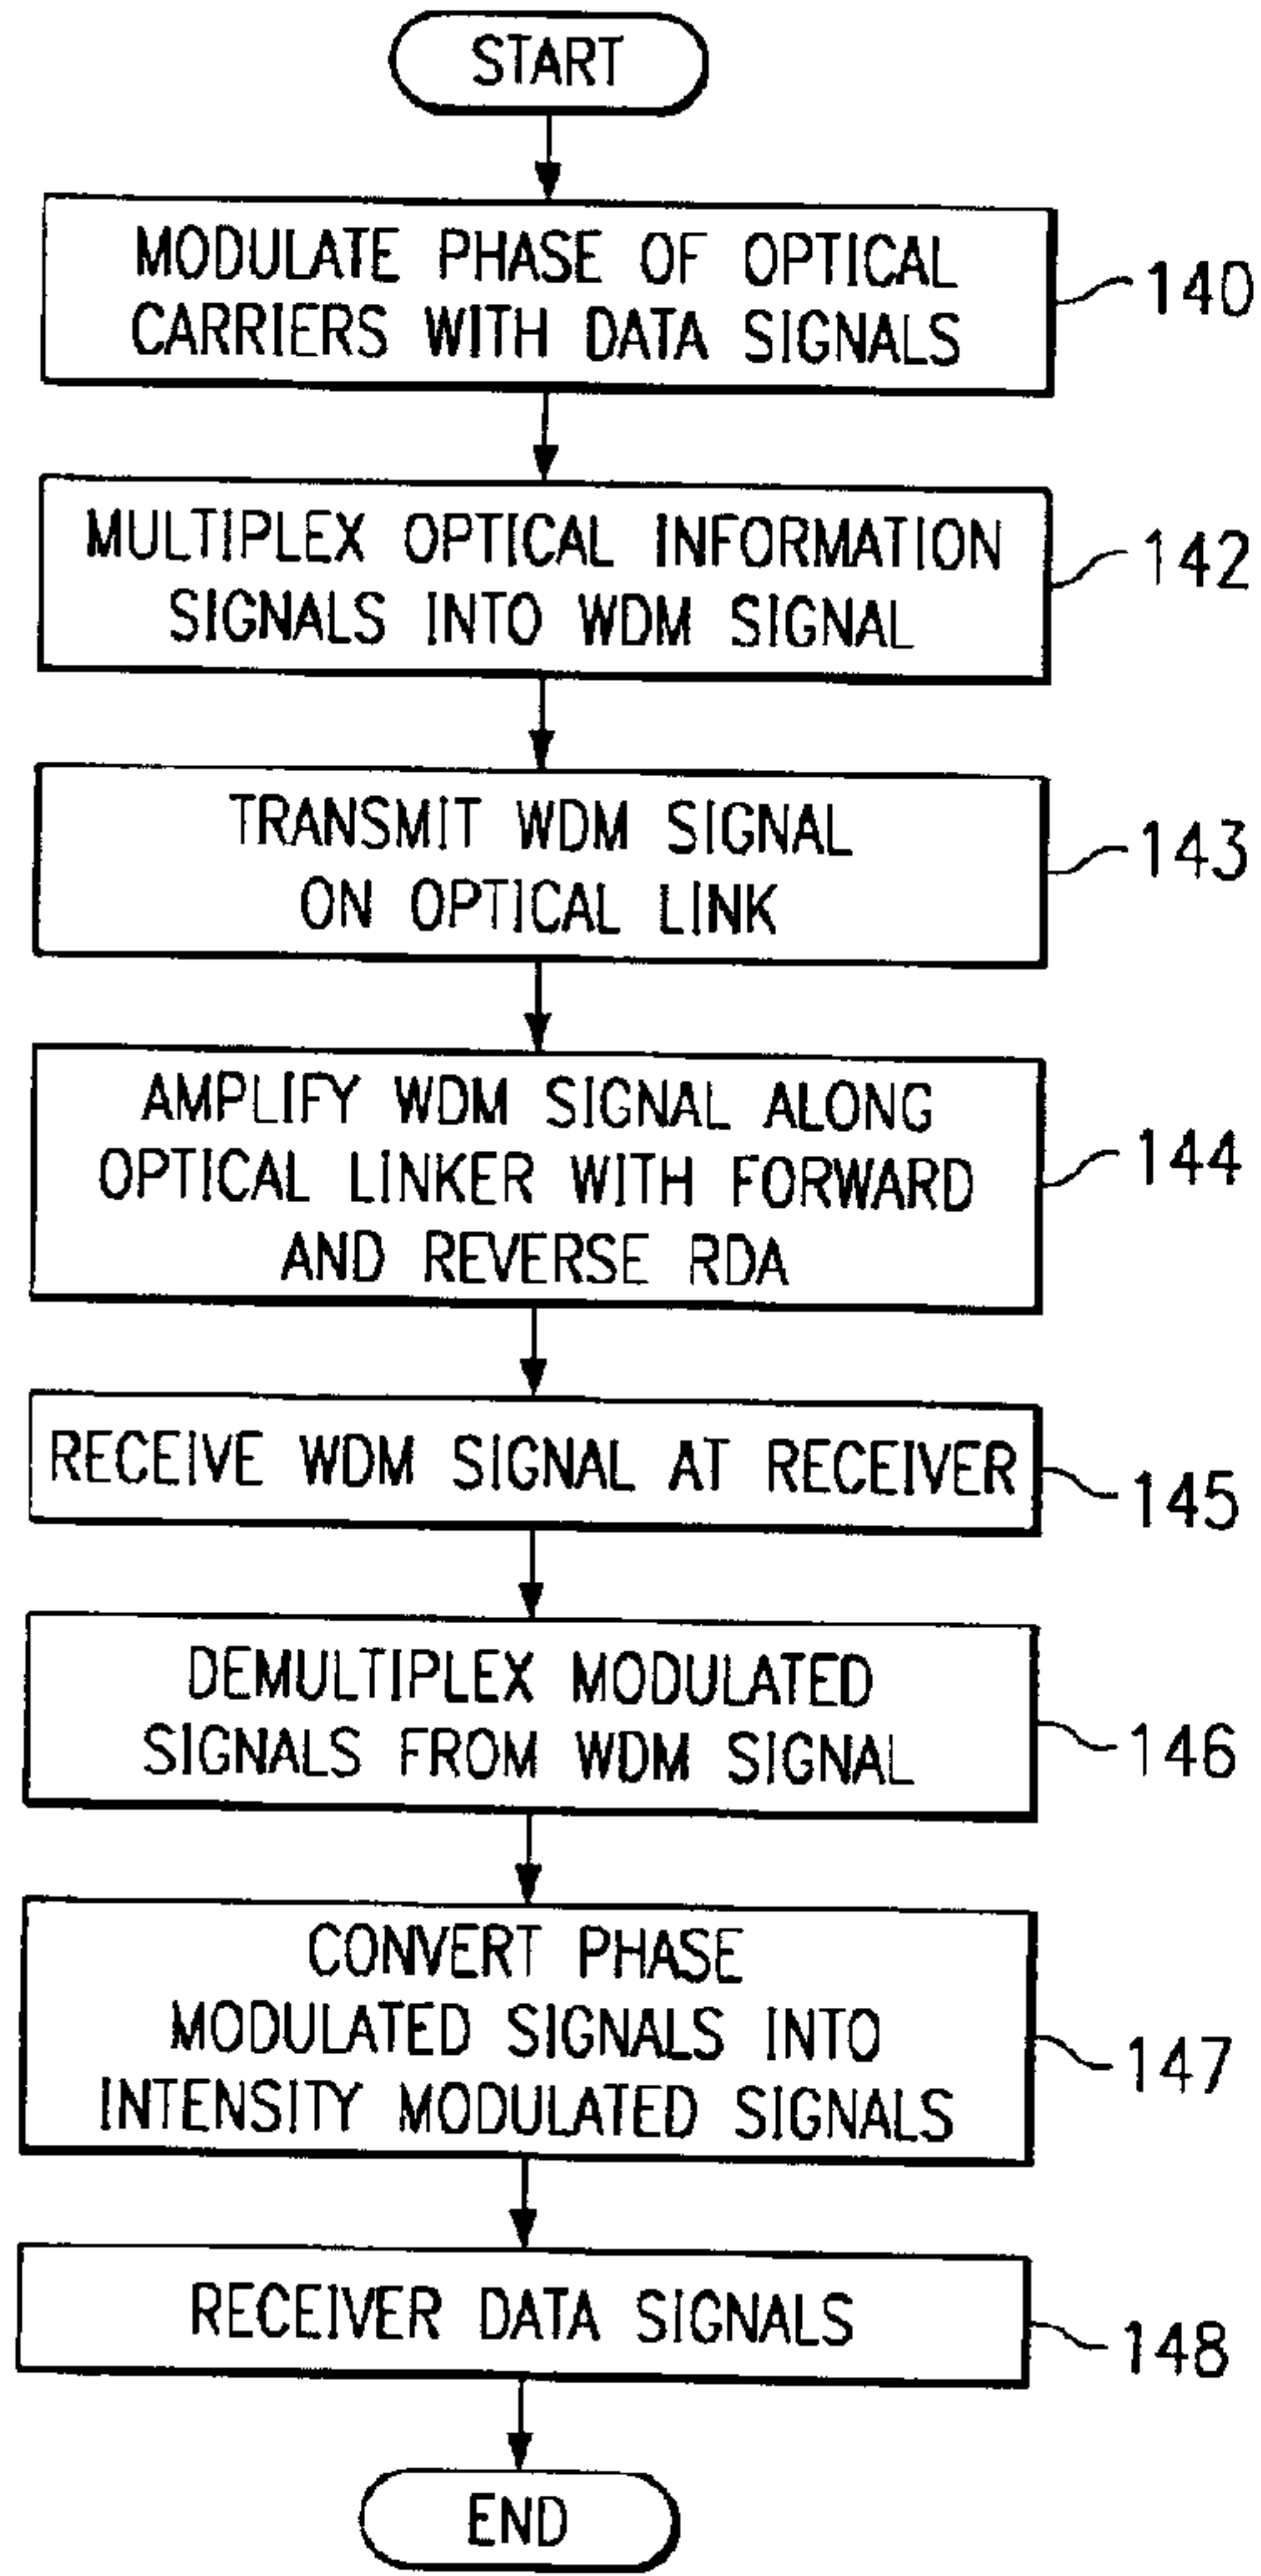 START
MODULATE PHASE OF OPTICAL
CARRIERS WITH DATA SIGNALS
140
MULTIPLEX OPTICAL INFORMATION
SIGNALS INTO WDM SIGNAL
142
TRANSMIT WDM SIGNAL
ON OPTICAL LINK
143
AMPLIFY WDM SIGNAL ALONG
OPTICAL LINKER WITH FORWARD
AND REVERSE RDA
144
RECEIVE WDM SIGNAL AT RECEIVER
145
DEMULTIPLEX MODULATED
SIGNALS FROM WDM SIGNAL
146
CONVERT PHASE
MODULATED SIGNALS INTO
INTENSITY MODULATED SIGNALS
147
RECEIVER DATA SIGNALS
148
END